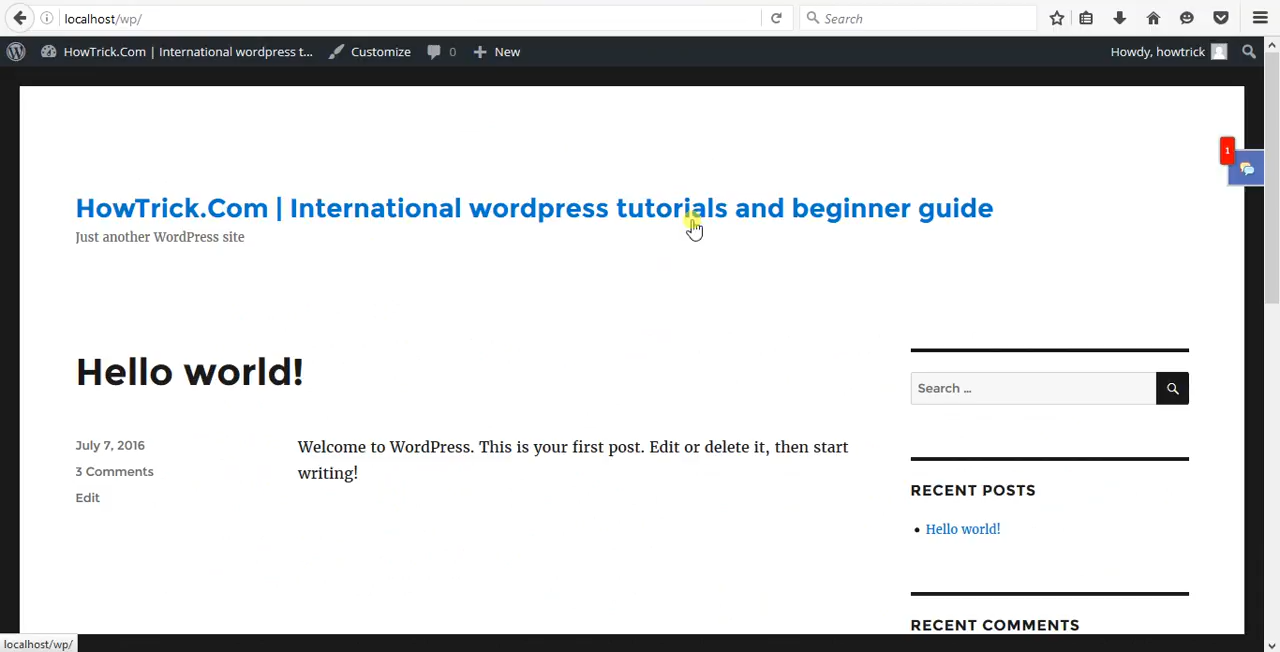 localhost/wp/
Search
HowTrick.Com | International wordpress t... Customize 0 New Howdy, howtrick
1
HowTrick.Com | International wordpress tutorials and beginner guide
Just another WordPress site
Hello world!
Search ...
July 7, 2016
3 Comments
Edit
Welcome to WordPress. This is your first post. Edit or delete it, then start
writing!
RECENT POSTS
Hello world!
RECENT COMMENTS
localhost/wp/